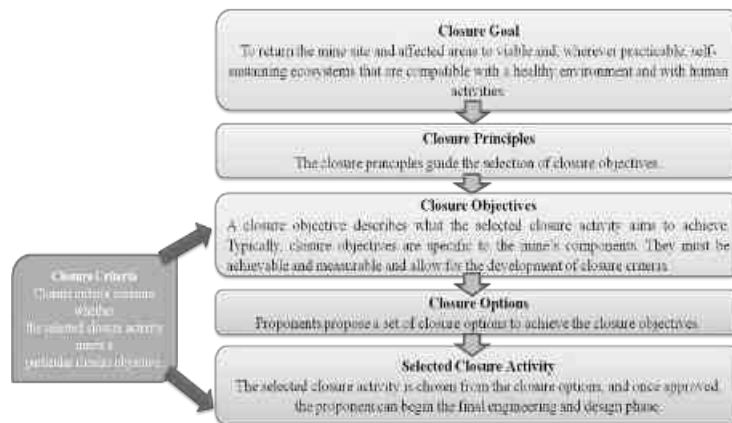 Closure Goal
To return the mine site and affected areas to viable and, wherever practicable, self-
sustaining ecosystems that are compatible with a healthy environment and with human
activities.
Closure Principles
The closure principles guide the selection of closure objectives.
Closure Objectives
A closure objective describes what the selected closure activity aims to achieve.
Typically, closure objectives are specific to the mine's components. They must be
achievable and measurable and allow for the development of closure criteria.
Closure Criteria
Closure criteria
whether
the selected closure activity
meets a
particular closure objective.
Closure Options
Proponents propose a set of closure options to achieve the closure objectives.
Selected Closure Activity
The selected closure activity is chosen from the closure options, and once approved,
the proponent can begin the final engineering and design phase.